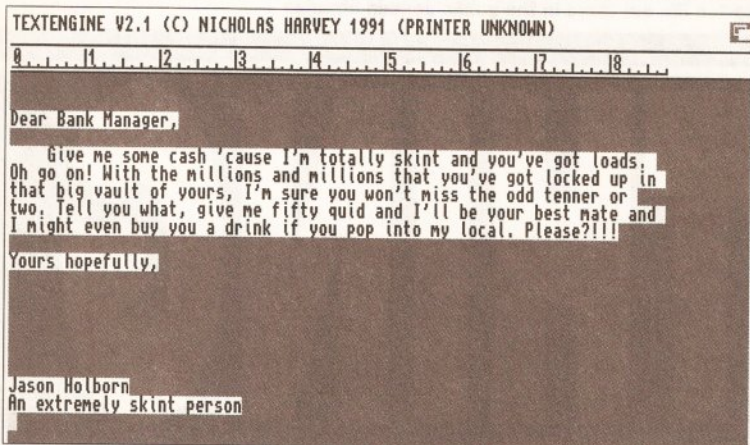 TEXTENGINE V2.1 (C) NICHOLAS HARVEY 1991 (PRINTER UNKNOWN)
0 1 2 3 4 5 6 7 8
Dear Bank Manager,
Give me some cash 'cause I'm totally skint and you've got loads.
Oh go on! With the millions and millions that you've got locked up in
that big vault of yours, I'm sure you won't miss the odd tenner or
two. Tell you what, give me fifty quid and I'll be your best mate and
I might even buy you a drink if you pop into my local. Please?!!!
Yours hopefully,
Jason Holborn
An extremely skint person